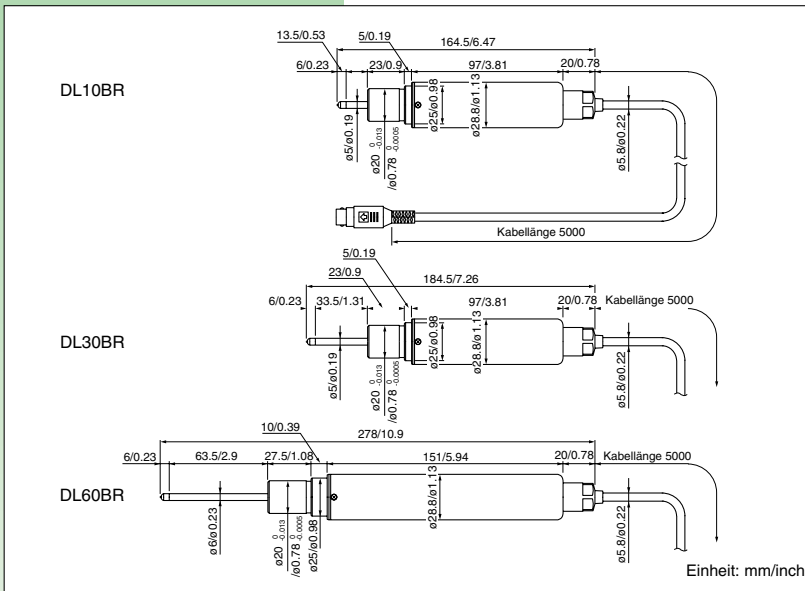 DL10BR
13.5/0.53
5/0.19
164.5/6.47
6/0.23
23/0.9
97/3.81
20/0.78
ø5/ø0.19
ø20 0 -0.013
/ø0.78 0 -0.0005
ø25/ø0.98
ø28.8/ø1.13
ø5.8/ø0.22
Kabellänge 5000
DL30BR
5/0.19
23/0.9
184.5/7.26
6/0.23
33.5/1.31
97/3.81
20/0.78
Kabellänge 5000
ø5/ø0.19
ø20 0 -0.013
/ø0.78 0 -0.0005
ø25/ø0.98
ø28.8/ø1.13
ø5.8/ø0.22
DL60BR
10/0.39
278/10.9
6/0.23
63.5/2.9
27.5/1.08
151/5.94
20/0.78
Kabellänge 5000
ø6/ø0.23
ø20 0 -0.013
/ø0.78 0 -0.0005
ø25/ø0.98
ø28.8/ø1.13
ø5.8/ø0.22
Einheit: mm/inch